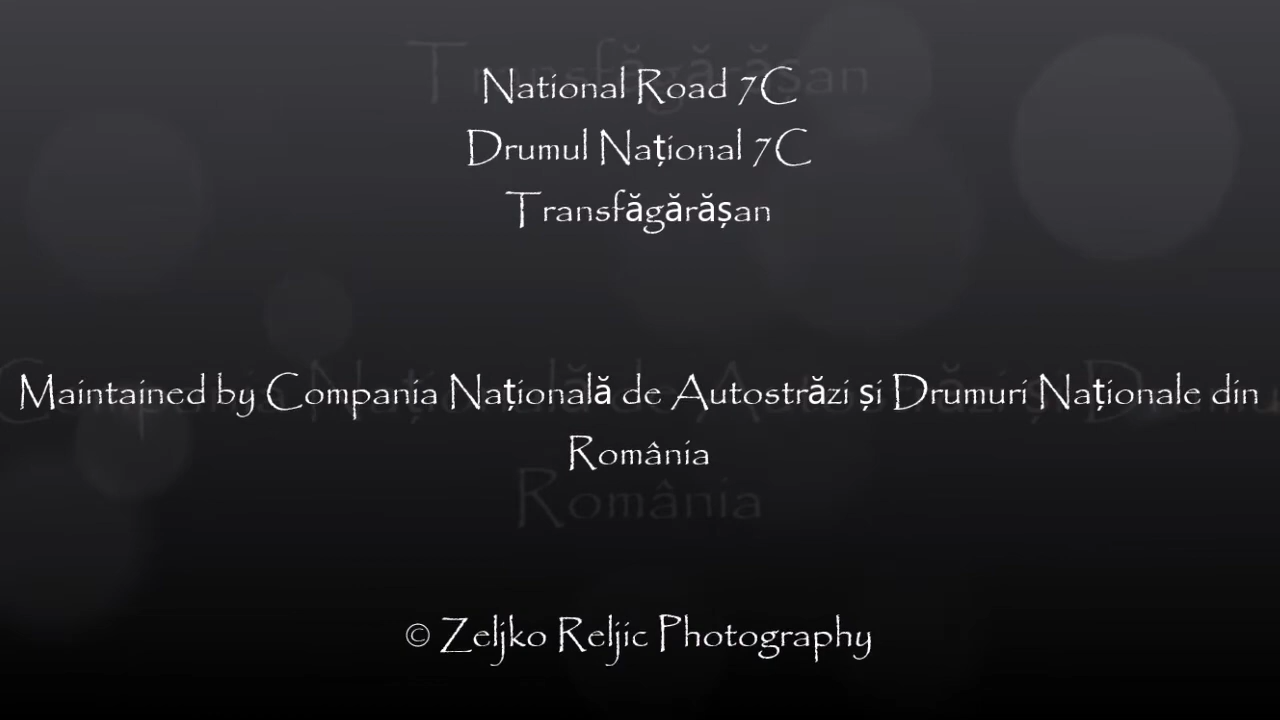 National Road 7C
Drumul Național 7C
Transfăgărășan
Maintained by Compania Națională de Autostrăzi și Drumuri Naționale din
România
© Zeljko Reljic Photography